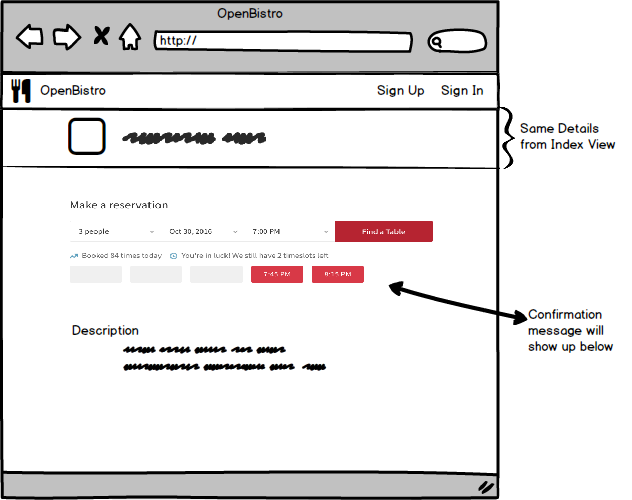 OpenBistro
http://
OpenBistro Sign Up Sign In
Same Details
from Index View
Make a reservation
3 people Oct 30, 2016 7:00 PM Find a Table
Booked 84 times today You're in luck! We still have 2 timeslots left
7:45 PM 8:15 PM
Confirmation
message will
show up below
Description